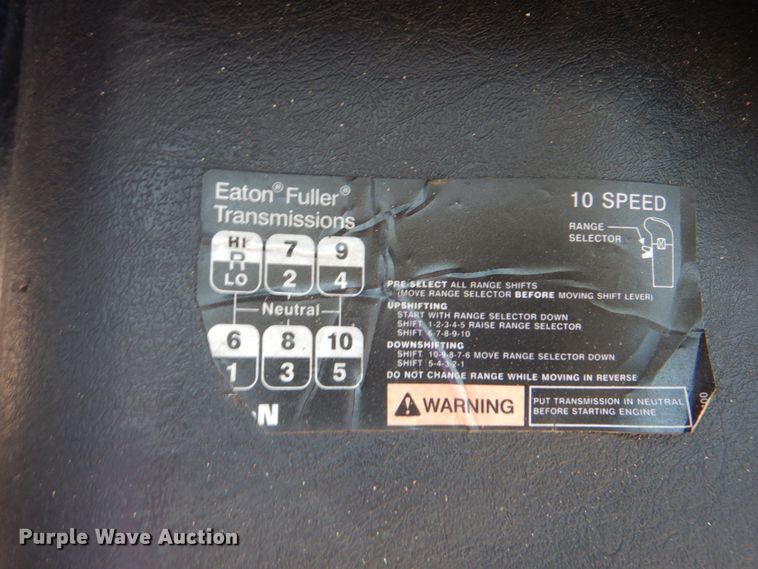 Eaton® Fuller®
Transmissions
10 SPEED
RANGE
SELECTOR
HI 7 9
R
LO 2 4
Neutral
6 8 10
1 3 5
PRE SELECT ALL RANGE SHIFTS
(MOVE RANGE SELECTOR BEFORE MOVING SHIFT LEVER)
UPSHIFTING
START WITH RANGE SELECTOR DOWN
SHIFT 1-2-3-4-5 RAISE RANGE SELECTOR
SHIFT 6-7-8-9-10
DOWNSHIFTING
SHIFT 10-9-8-7-6 MOVE RANGE SELECTOR DOWN
SHIFT 5-4-3-2-1
DO NOT CHANGE RANGE WHILE MOVING IN REVERSE
WARNING
PUT TRANSMISSION IN NEUTRAL
BEFORE STARTING ENGINE
Purple Wave Auction